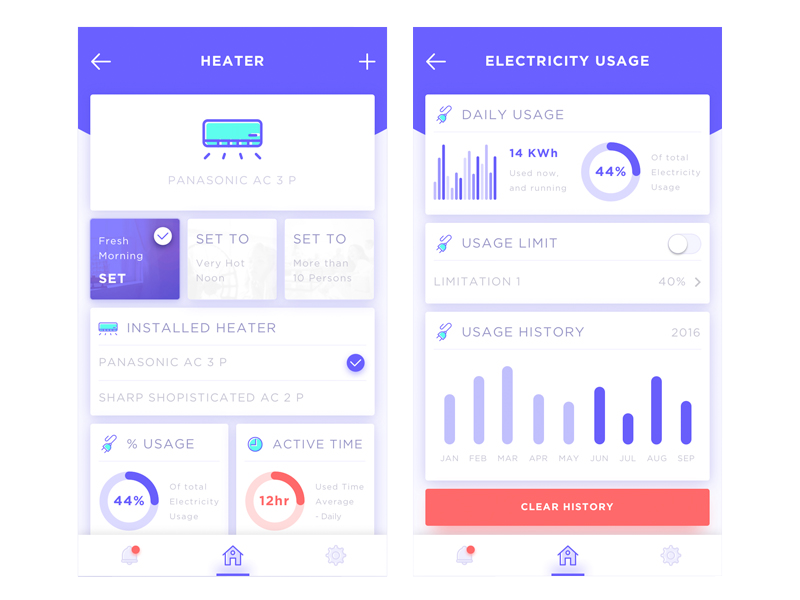 HEATER
PANASONIC AC 3 P
Fresh
Morning
SET
SET TO
Very Hot
Noon
SET TO
More than
10 Persons
INSTALLED HEATER
PANASONIC AC 3 P
SHARP SHOPISTICATED AC 2 P
% USAGE
44%
Of total
Electricity
Usage
ACTIVE TIME
12hr
Used Time
Average
- Daily
ELECTRICITY USAGE
DAILY USAGE
14 KWh
Used now,
and running
44%
Of total
Electricity
Usage
USAGE LIMIT
LIMITATION 1 40%
USAGE HISTORY 2016
JAN FEB MAR APR MAY JUN JUL AUG SEP
CLEAR HISTORY